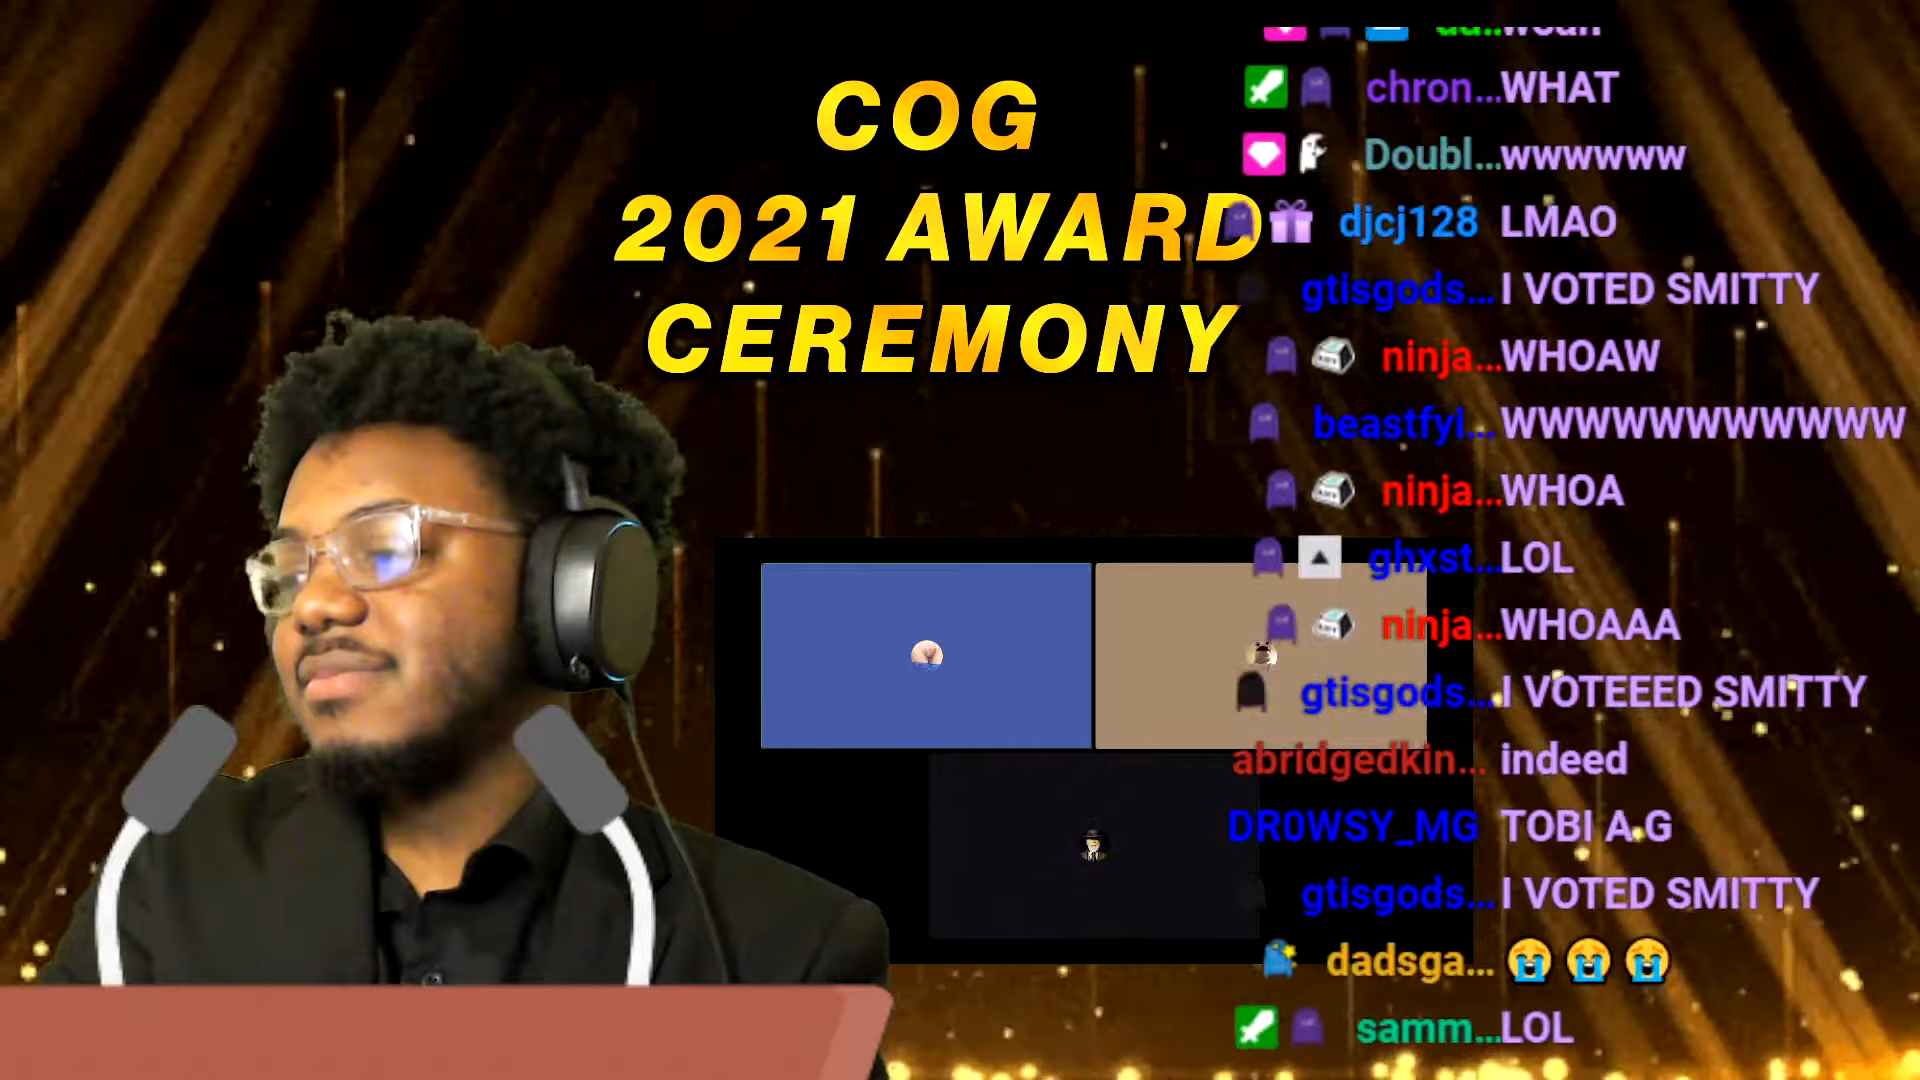 COG
2021 AWARD
CEREMONY
chron... WHAT
Doubl... wwwwww
djcj128 LMAO
gtisgods... I VOTED SMITTY
ninja... WHOAW
beastfyi... WWWWWWWWWWW
ninja... WHOA
ghxst... LOL
ninja... WHOAAA
gtisgods... I VOTEEED SMITTY
abridgedkin... indeed
DR0WSY_MG TOBI A.G
gtisgods... I VOTED SMITTY
dadsga... 😭😭😭
samm... LOL